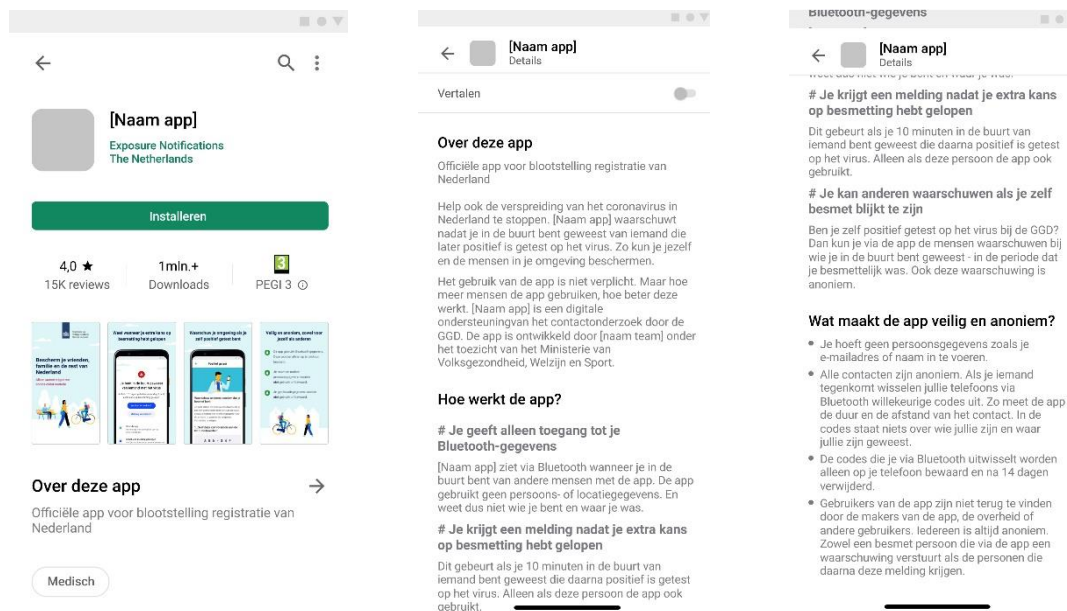 [Naam app]
Exposure Notifications
The Netherlands
Installeren
4,0 ★
15K reviews
1mln.+
Downloads
3
PEGI 3
Bescherm je vrienden,
familie en de rest van
Nederland
Over deze app
Officiële app voor blootstelling registratie van
Nederland
Medisch
[Naam app]
Details
Vertalen
Over deze app
Officiële app voor blootstelling registratie van
Nederland
Help ook de verspreiding van het coronavirus in
Nederland te stoppen. [Naam app] waarschuwt
nadat je in de buurt bent geweest van iemand die
later positief is getest op het virus. Zo kun je jezelf
en de mensen in je omgeving beschermen.
Het gebruik van de app is niet verplicht. Maar hoe
meer mensen de app gebruiken, hoe beter deze
werkt. [Naam app] is een digitale
ondersteuningvan het contactonderzoek door de
GGD. De app is ontwikkeld door [naam team] onder
het toezicht van het Ministerie van
Volksgezondheid, Welzijn en Sport.
Hoe werkt de app?
# Je geeft alleen toegang tot je
Bluetooth-gegevens
[Naam app] ziet via Bluetooth wanneer je in de
buurt bent van andere mensen met de app. De app
gebruikt geen persoons- of locatiegegevens. En
weet dus niet wie je bent en waar je was.
# Je krijgt een melding nadat je extra kans
op besmetting hebt gelopen
Dit gebeurt als je 10 minuten in de buurt van
iemand bent geweest die daarna positief is getest
op het virus. Alleen als deze persoon de app ook
gebruikt.
Bluetooth-gegevens
[Naam app]
Details
weet dus niet wie je bent en waar je was.
# Je krijgt een melding nadat je extra kans
op besmetting hebt gelopen
Dit gebeurt als je 10 minuten in de buurt van
iemand bent geweest die daarna positief is getest
op het virus. Alleen als deze persoon de app ook
gebruikt.
# Je kan anderen waarschuwen als je zelf
besmet blijkt te zijn
Ben je zelf positief getest op het virus bij de GGD?
Dan kun je via de app de mensen waarschuwen bij
wie je in de buurt bent geweest - in de periode dat
je besmettelijk was. Ook deze waarschuwing is
anoniem.
Wat maakt de app veilig en anoniem?
• Je hoeft geen persoonsgegevens zoals je
e-mailadres of naam in te voeren.
• Alle contacten zijn anoniem. Als je iemand
tegenkomt wisselen jullie telefoons via
Bluetooth willekeurige codes uit. Zo meet de app
de duur en de afstand van het contact. In de
codes staat niets over wie jullie zijn en waar
jullie zijn geweest.
• De codes die je via Bluetooth uitwisselt worden
alleen op je telefoon bewaard en na 14 dagen
verwijderd.
• Gebruikers van de app zijn niet terug te vinden
door de makers van de app, de overheid of
andere gebruikers. Iedereen is altijd anoniem.
Zowel een besmet persoon die via de app een
waarschuwing verstuurt als de personen die
daarna deze melding krijgen.